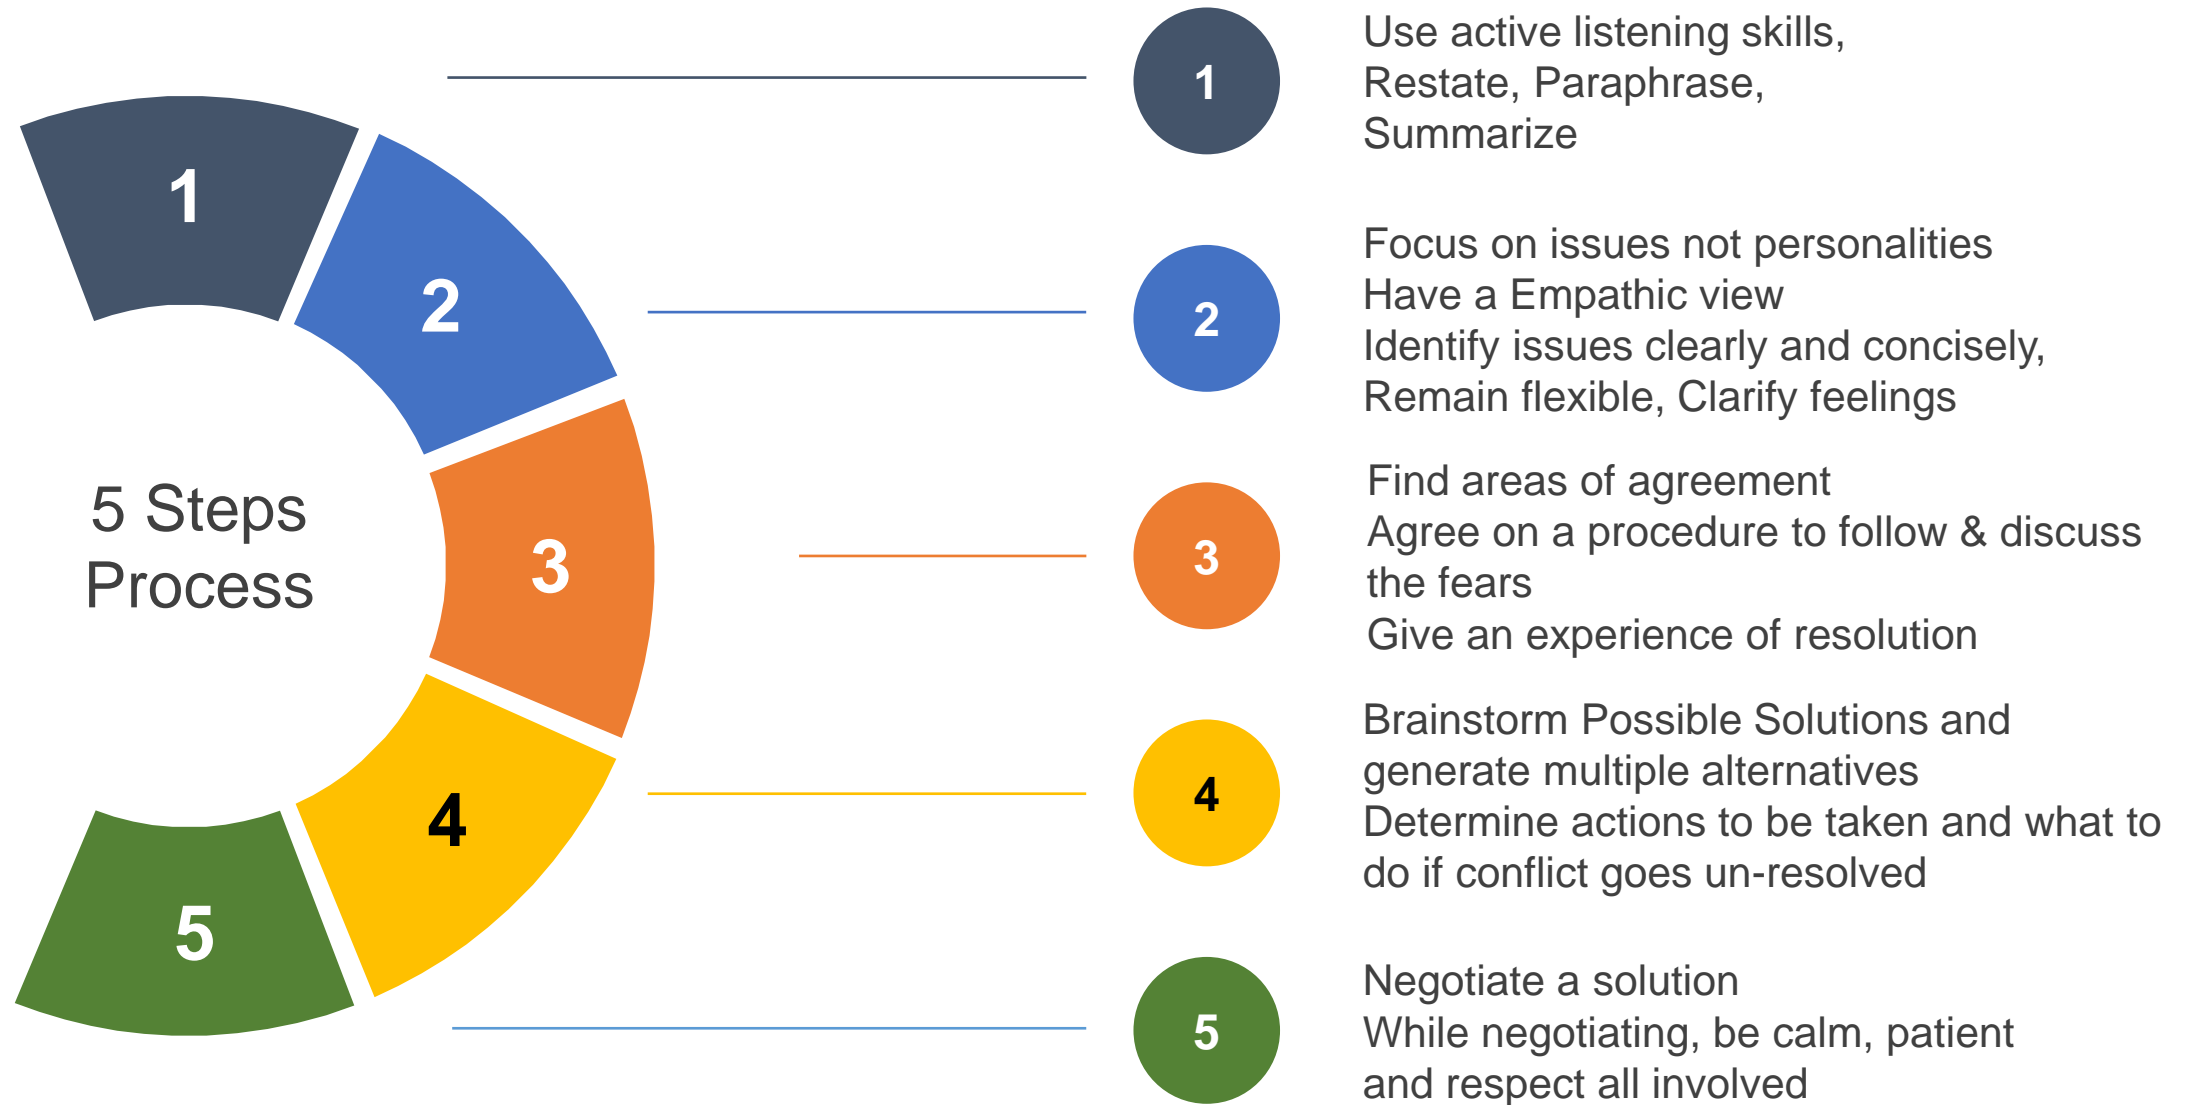 1
Use active listening skills,
Restate, Paraphrase,
Summarize
1
2
Focus on issues not personalities
Have a Empathic view
Identify issues clearly and concisely,
Remain flexible, Clarify feelings
2
3
Find areas of agreement
Agree on a procedure to follow & discuss
the fears
Give an experience of resolution
5 Steps
Process
3
4
Brainstorm Possible Solutions and
generate multiple alternatives
Determine actions to be taken and what to
do if conflict goes un-resolved
4
5
Negotiate a solution
While negotiating, be calm, patient
and respect all involved
5